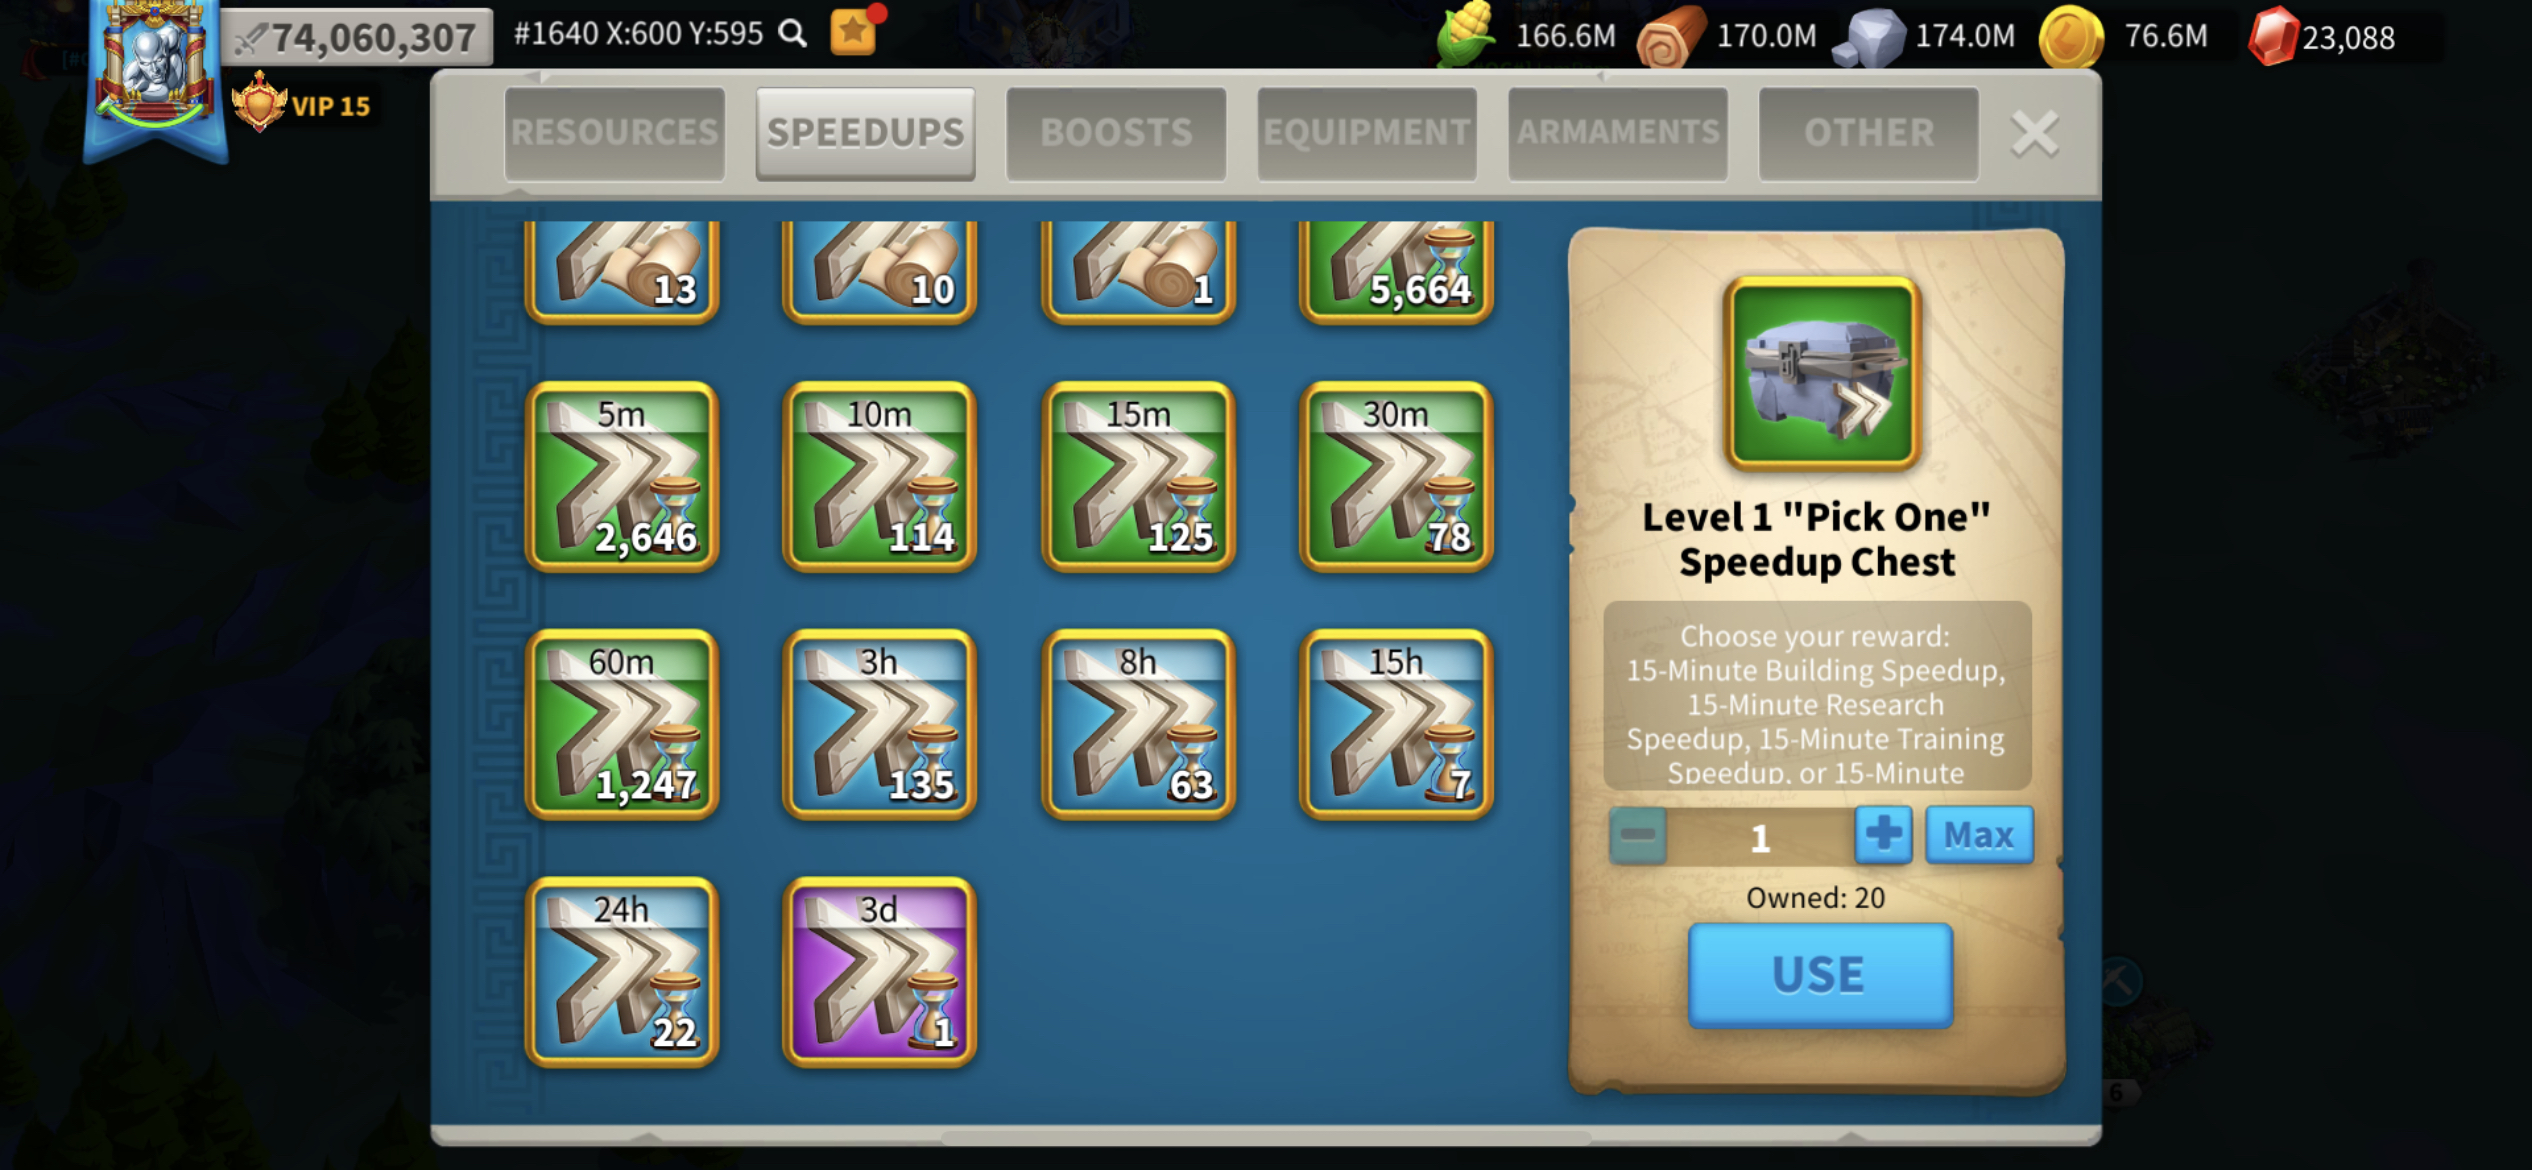 74,060,307
#1640 X:600 Y:595
166.6M
170.0M
174.0M
76.6M
23,088
VIP 15
RESOURCES
SPEEDUPS
BOOSTS
EQUIPMENT
ARMAMENTS
OTHER
13
10
1
5,664
5m
2,646
10m
114
15m
125
30m
78
60m
1,247
3h
135
8h
63
15h
7
24h
22
3d
1
Level 1 "Pick One"
Speedup Chest
Choose your reward:
15-Minute Building Speedup,
15-Minute Research
Speedup, 15-Minute Training
Speedup, or 15-Minute
1
Max
Owned: 20
USE
6